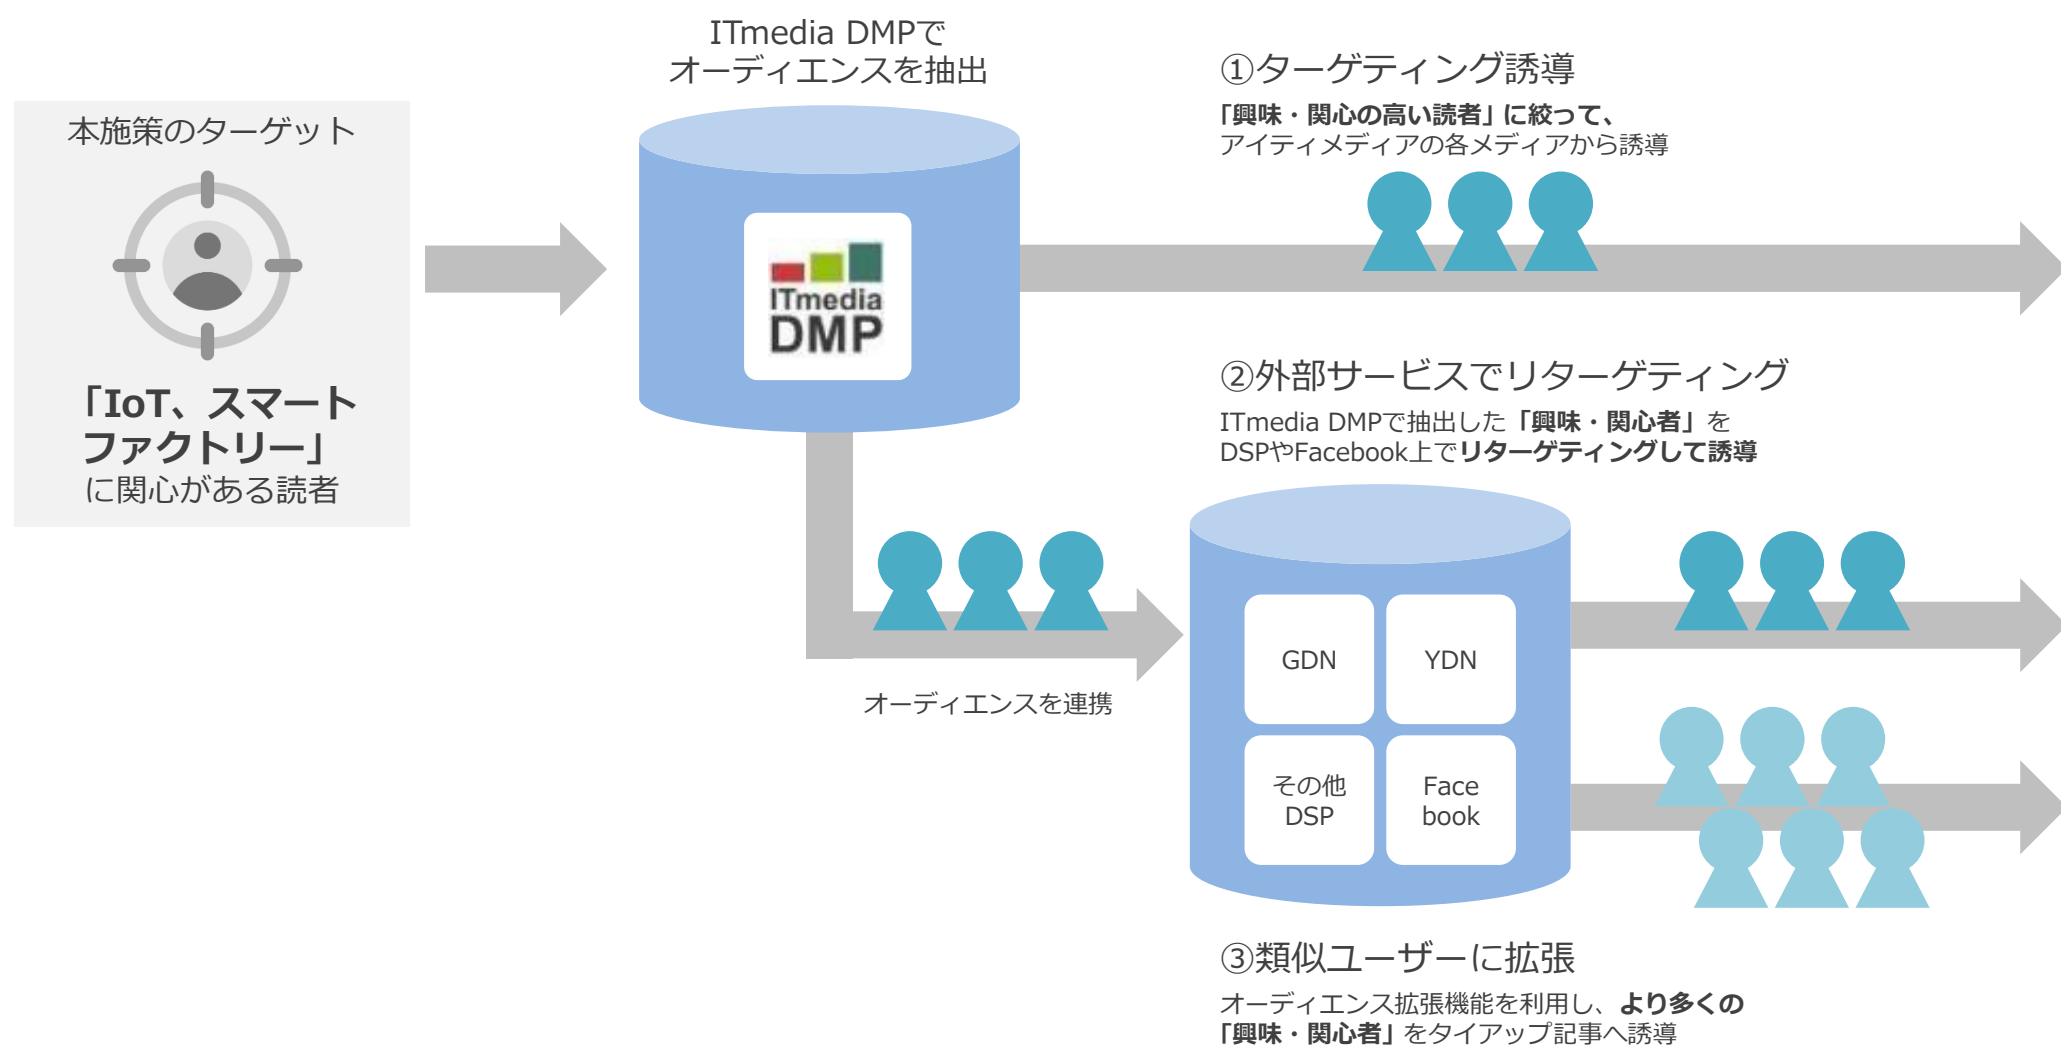 本施策のターゲット
「IoT、スマート
ファクトリー」
に関心がある読者
ITmedia DMPで
オーディエンスを抽出
ITmedia
DMP
①ターゲティング誘導
「興味・関心の高い読者」に絞って、
アイティメディアの各メディアから誘導
②外部サービスでリターゲティング
ITmedia DMPで抽出した「興味・関心者」を
DSPやFacebook上でリターゲティングして誘導
オーディエンスを連携
GDN
YDN
その他
DSP
Face
book
③類似ユーザーに拡張
オーディエンス拡張機能を利用し、より多くの
「興味・関心者」をタイアップ記事へ誘導